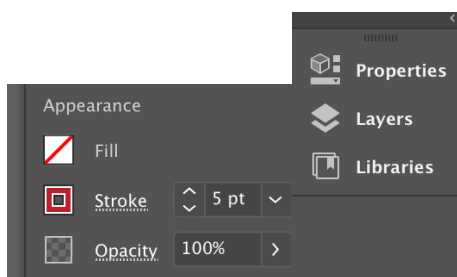 Properties
Layers
Libraries
Appearance
Fill
Stroke 5 pt
Opacity 100%